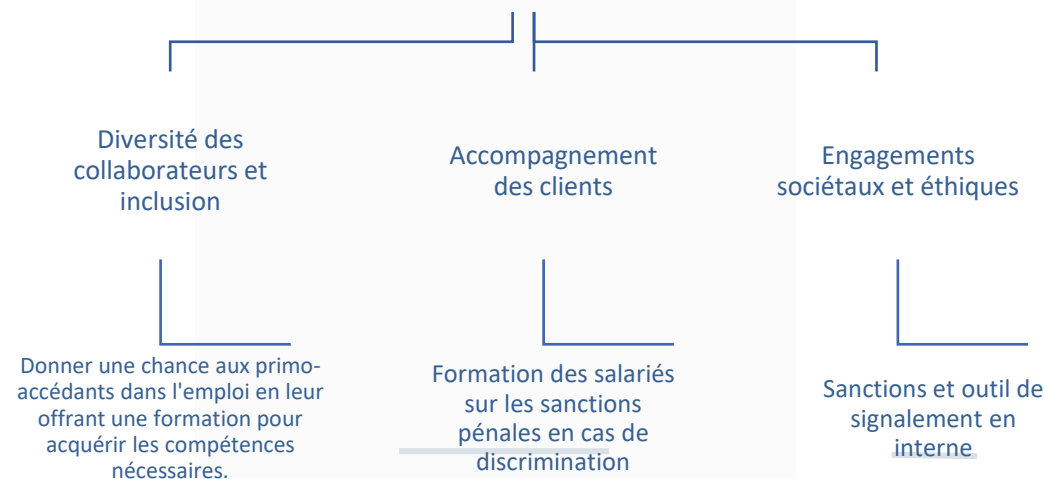 Diversité des
collaborateurs et
inclusion
Accompagnement
des clients
Engagements
sociétaux et éthiques
Donner une chance aux primo-
accédants dans l'emploi en leur
offrant une formation pour
acquérir les compétences
nécessaires.
Formation des salariés
sur les sanctions
pénales en cas de
discrimination
Sanctions et outil de
signalement en
interne